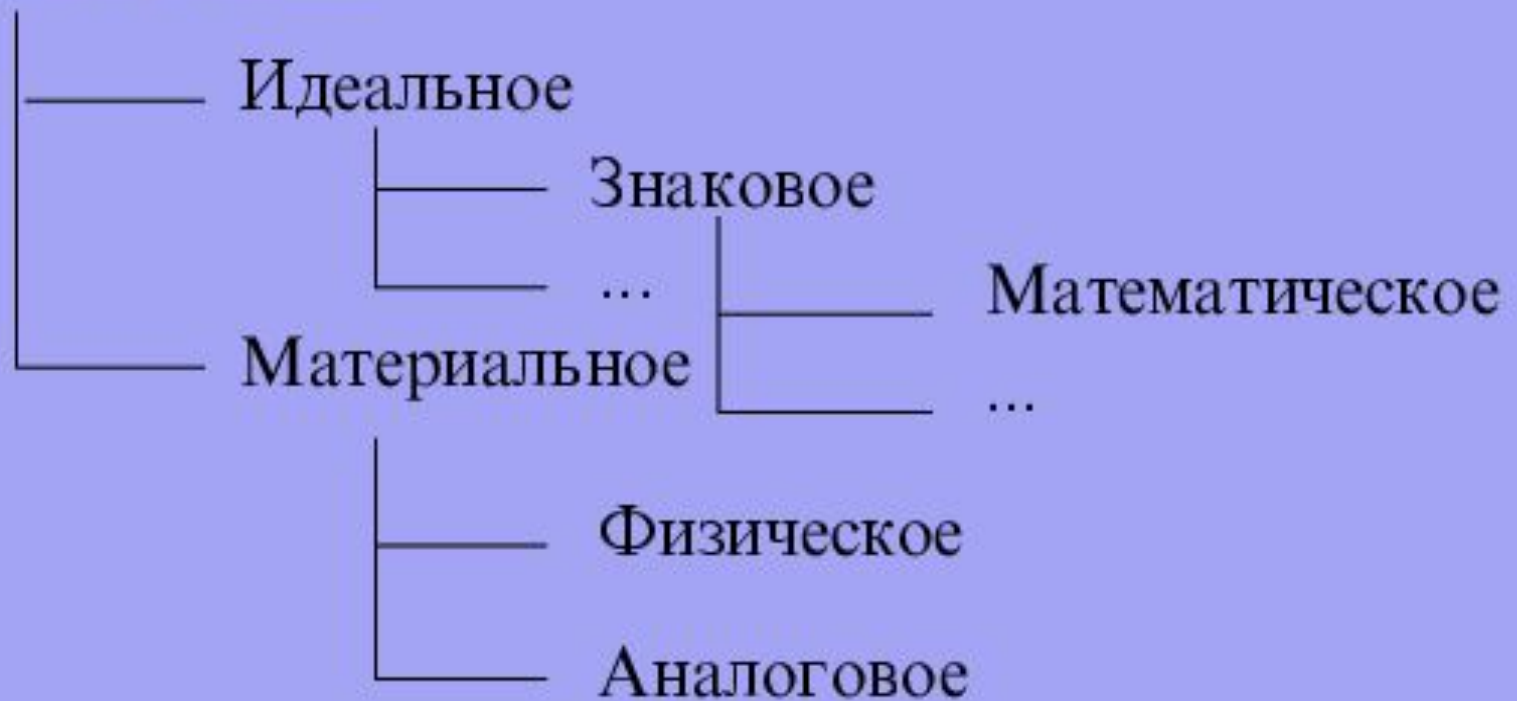 Идеальное
Знаковое
...
Математическое
Материальное
...
Физическое
Аналоговое